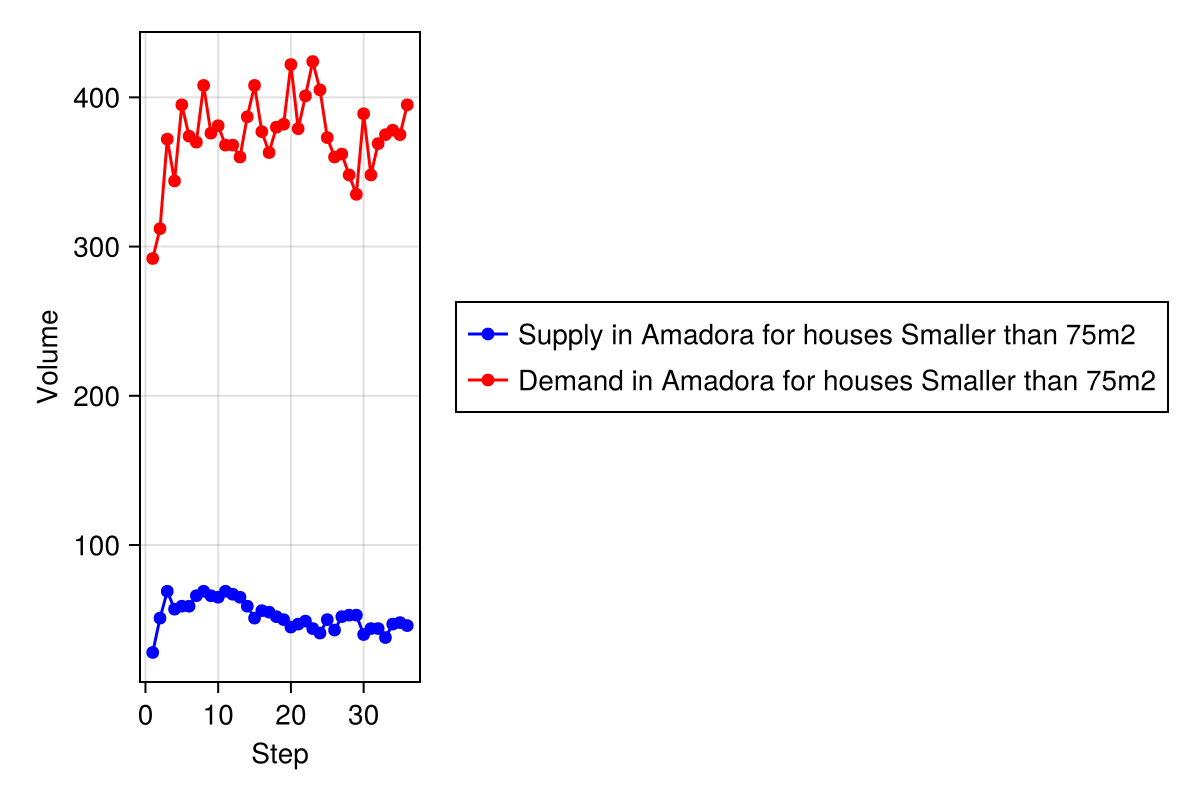 400
300
200
100
Volume
0 10 20 30
Step
Supply in Amadora for houses Smaller than 75m2
Demand in Amadora for houses Smaller than 75m2